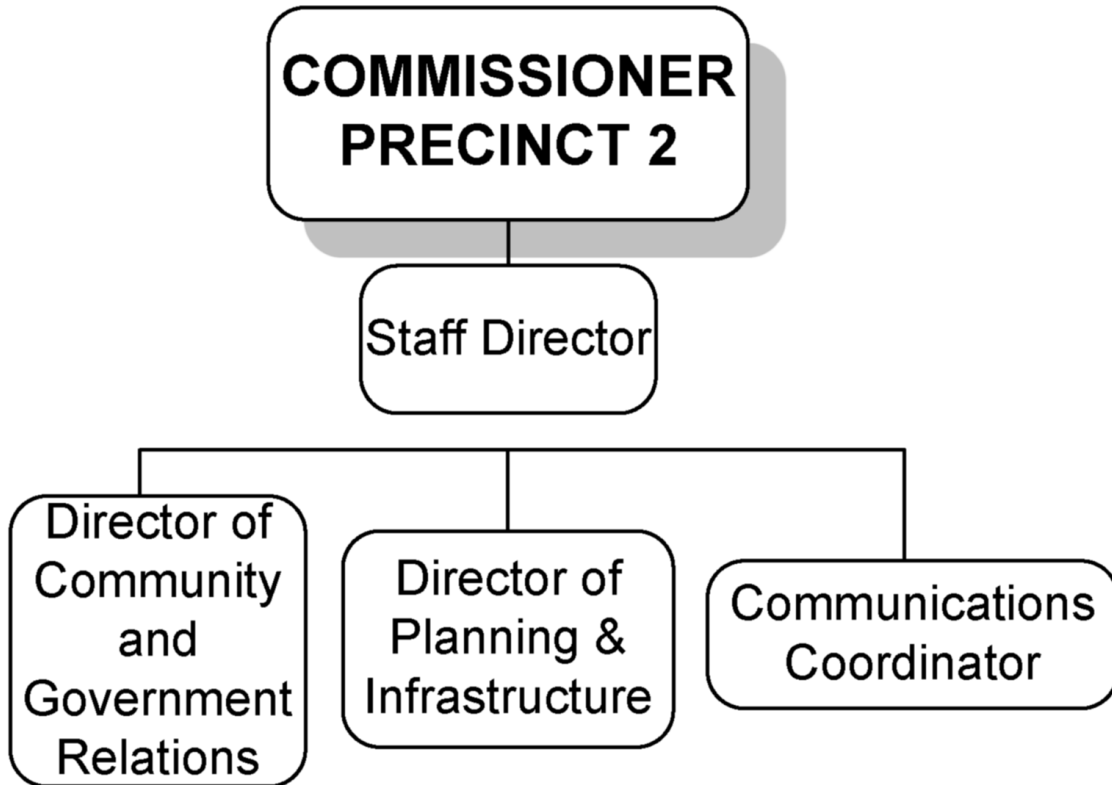 COMMISSIONER
PRECINCT 2
Staff Director
Director of
Community
and
Government
Relations
Director of
Planning &
Infrastructure
Communications
Coordinator